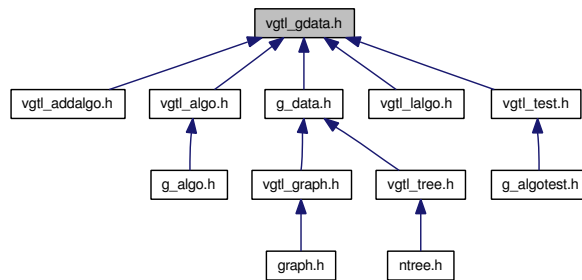 vgtl_gdata.h
vgtl_addalgo.h
vgtl_algo.h
g_data.h
vgtl_lalgo.h
vgtl_test.h
g_algo.h
vgtl_graph.h
vgtl_tree.h
g_algotest.h
graph.h
ntree.h